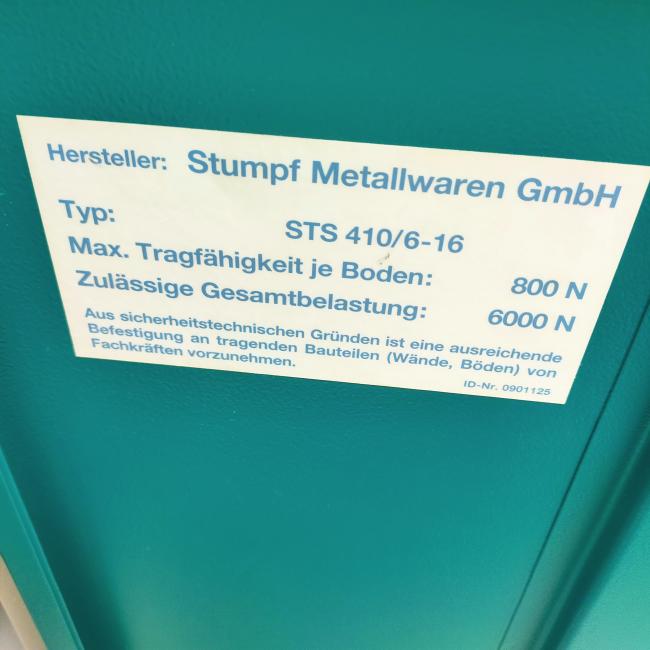 Hersteller: Stumpf Metallwaren GmbH
Typ: STS 410/6-16
Max. Tragfähigkeit je Boden: 800 N
Zulässige Gesamtbelastung: 6000 N
Aus sicherheitstechnischen Gründen ist eine ausreichende
Befestigung an tragenden Bauteilen (Wände, Böden) von
Fachkräften vorzunehmen.
ID-Nr. 0901125